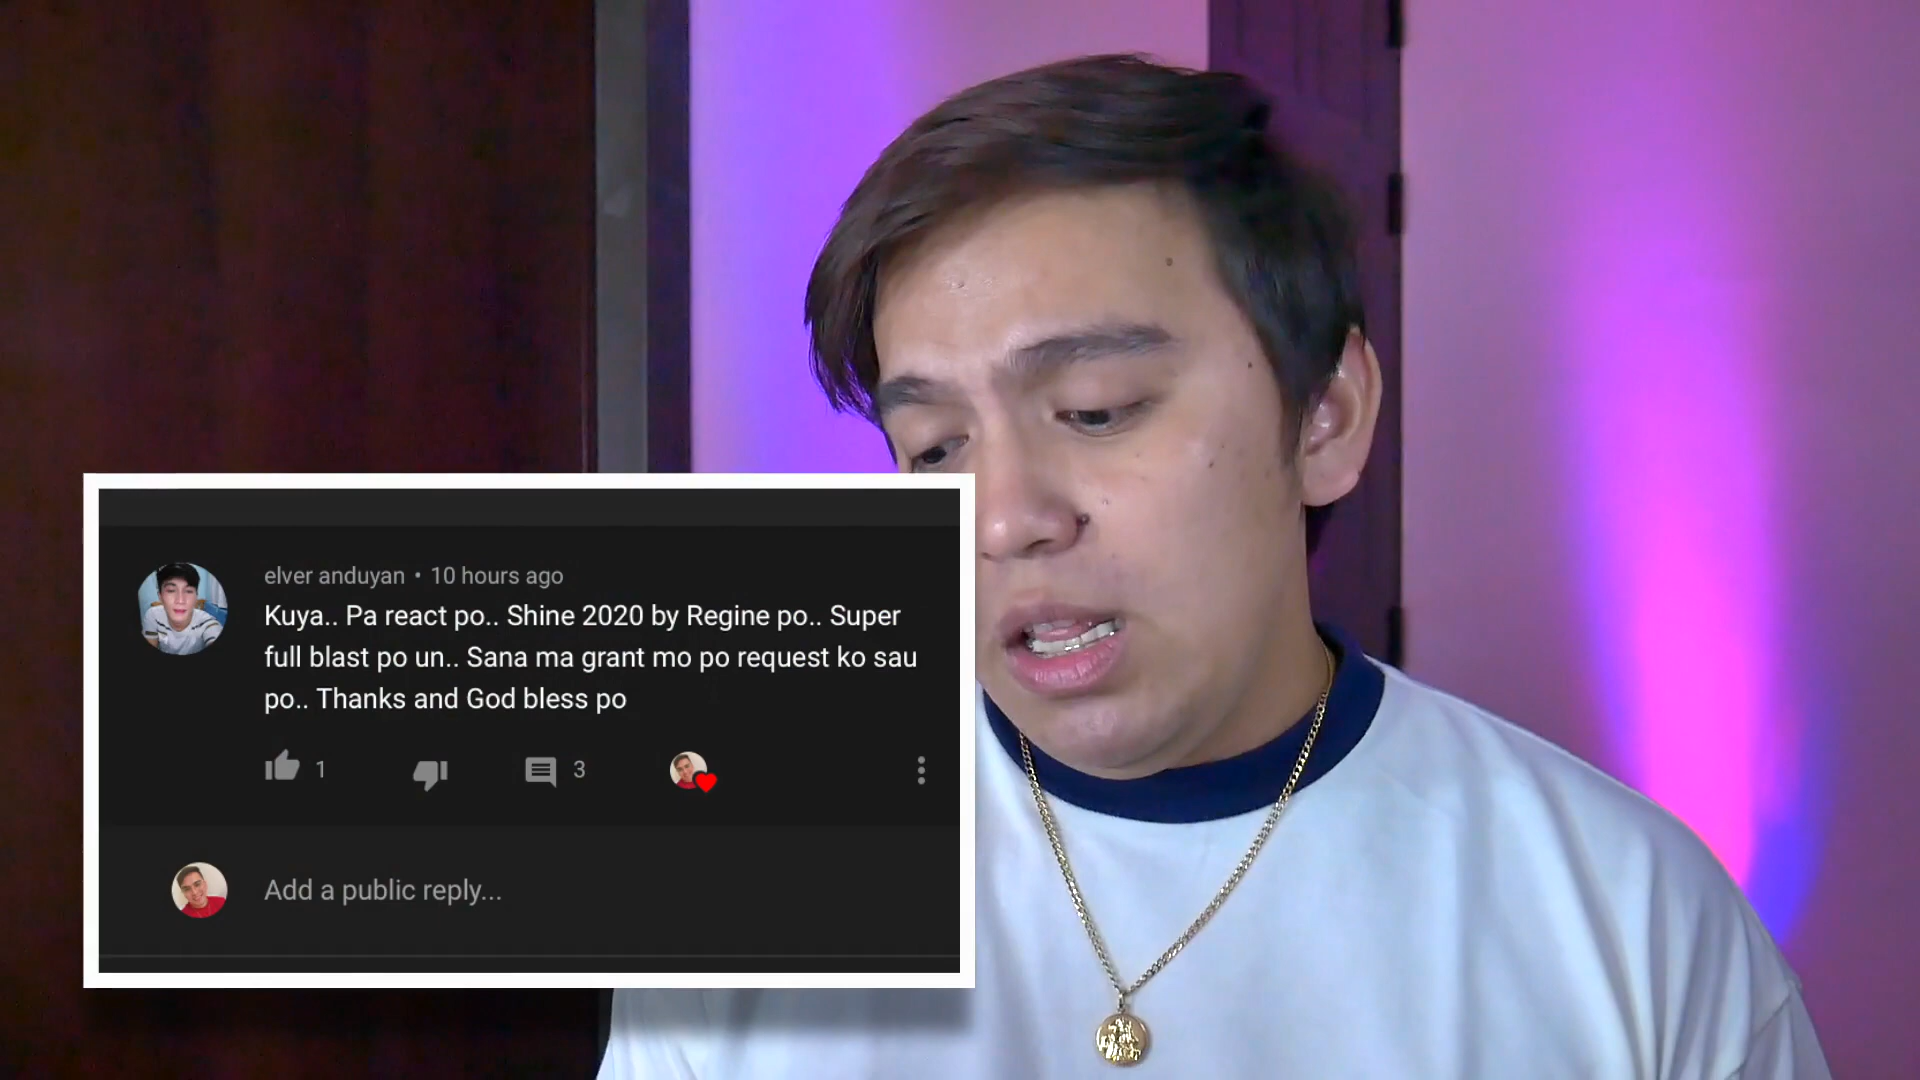 elver anduyan • 10 hours ago
Kuya.. Pa react po.. Shine 2020 by Regine po.. Super
full blast po un.. Sana ma grant mo po request ko sau
po.. Thanks and God bless po
1
3
Add a public reply...